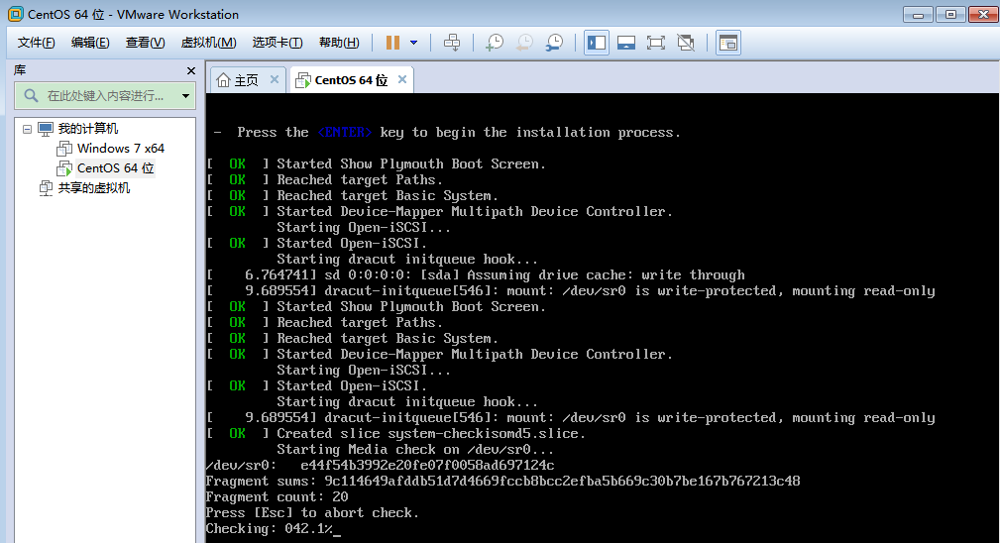 CentOS 64 位 - VMware Workstation
文件(F) 编辑(E) 查看(V) 虚拟机(M) 选项卡(T) 帮助(H)
库
在此处键入内容进行...
我的计算机
Windows 7 x64
CentOS 64 位
共享的虚拟机
主页 CentOS 64 位
- Press the <ENTER> key to begin the installation process.
[ OK ] Started Show Plymouth Boot Screen.
[ OK ] Reached target Paths.
[ OK ] Reached target Basic System.
[ OK ] Started Device-Mapper Multipath Device Controller.
Starting Open-iSCSI...
[ OK ] Started Open-iSCSI.
Starting dracut initqueue hook...
[ 6.764741] sd 0:0:0:0: [sda] Assuming drive cache: write through
[ 9.689554] dracut-initqueue[546]: mount: /dev/sr0 is write-protected, mounting read-only
[ OK ] Started Show Plymouth Boot Screen.
[ OK ] Reached target Paths.
[ OK ] Reached target Basic System.
[ OK ] Started Device-Mapper Multipath Device Controller.
Starting Open-iSCSI...
[ OK ] Started Open-iSCSI.
Starting dracut initqueue hook...
[ 9.689554] dracut-initqueue[546]: mount: /dev/sr0 is write-protected, mounting read-only
[ OK ] Created slice system-checkisomd5.slice.
Starting Media check on /dev/sr0...
/dev/sr0: e44f54b3992e20fe07f0058ad697124c
Fragment sums: 9c114649afddb51d7d4669fccb8bcc2efba5b669c30b7be167b767213c48
Fragment count: 20
Press [Esc] to abort check.
Checking: 042.1%_